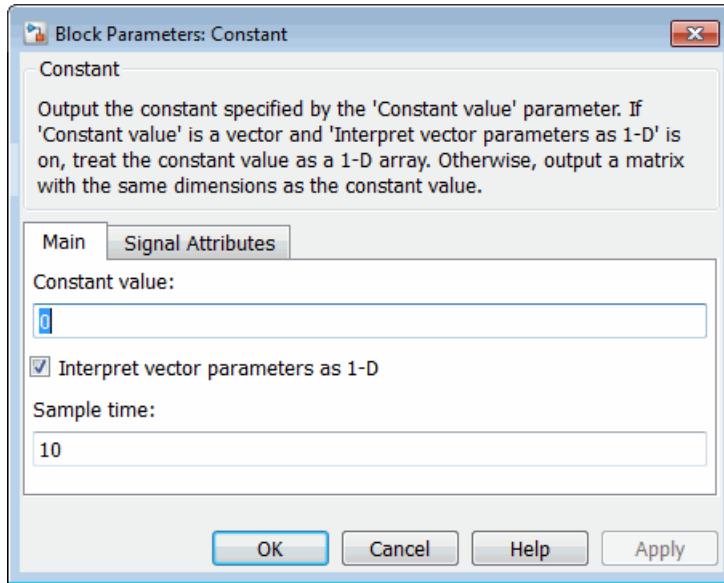 Block Parameters: Constant
Constant
Output the constant specified by the 'Constant value' parameter. If
'Constant value' is a vector and 'Interpret vector parameters as 1-D' is
on, treat the constant value as a 1-D array. Otherwise, output a matrix
with the same dimensions as the constant value.
Main Signal Attributes
Constant value:
0
Interpret vector parameters as 1-D
Sample time:
10
OK Cancel Help Apply